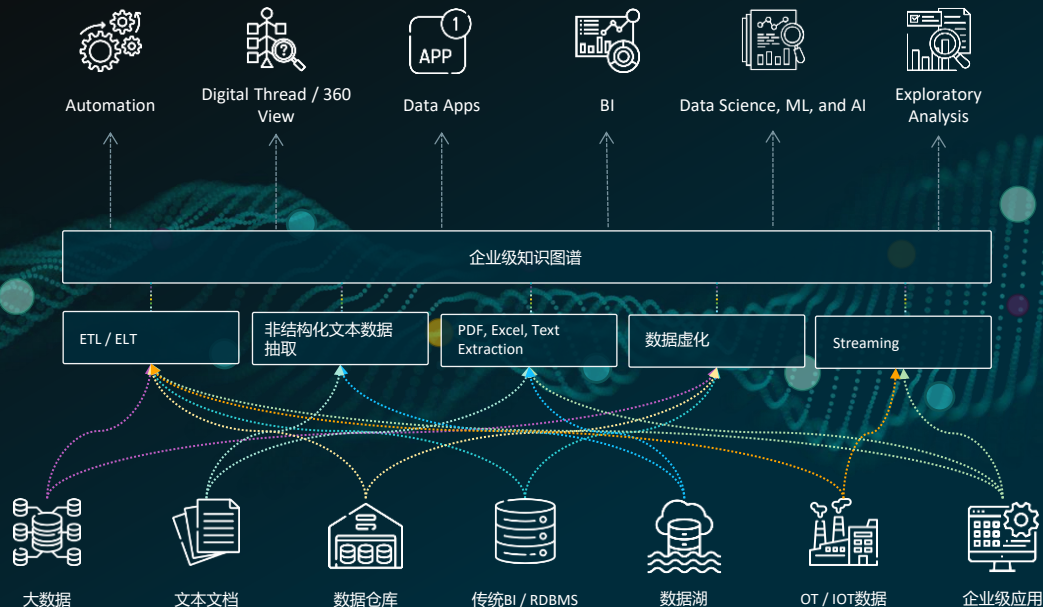 1
APP
Automation
Digital Thread / 360
View
Data Apps
BI
Data Science, ML, and AI
Exploratory
Analysis
企业级知识图谱
ETL / ELT
非结构化文本数据
抽取
PDF, Excel, Text
Extraction
数据虚化
Streaming
大数据
文本文档
数据仓库
传统BI / RDBMS
数据湖
OT / IOT数据
企业级应用